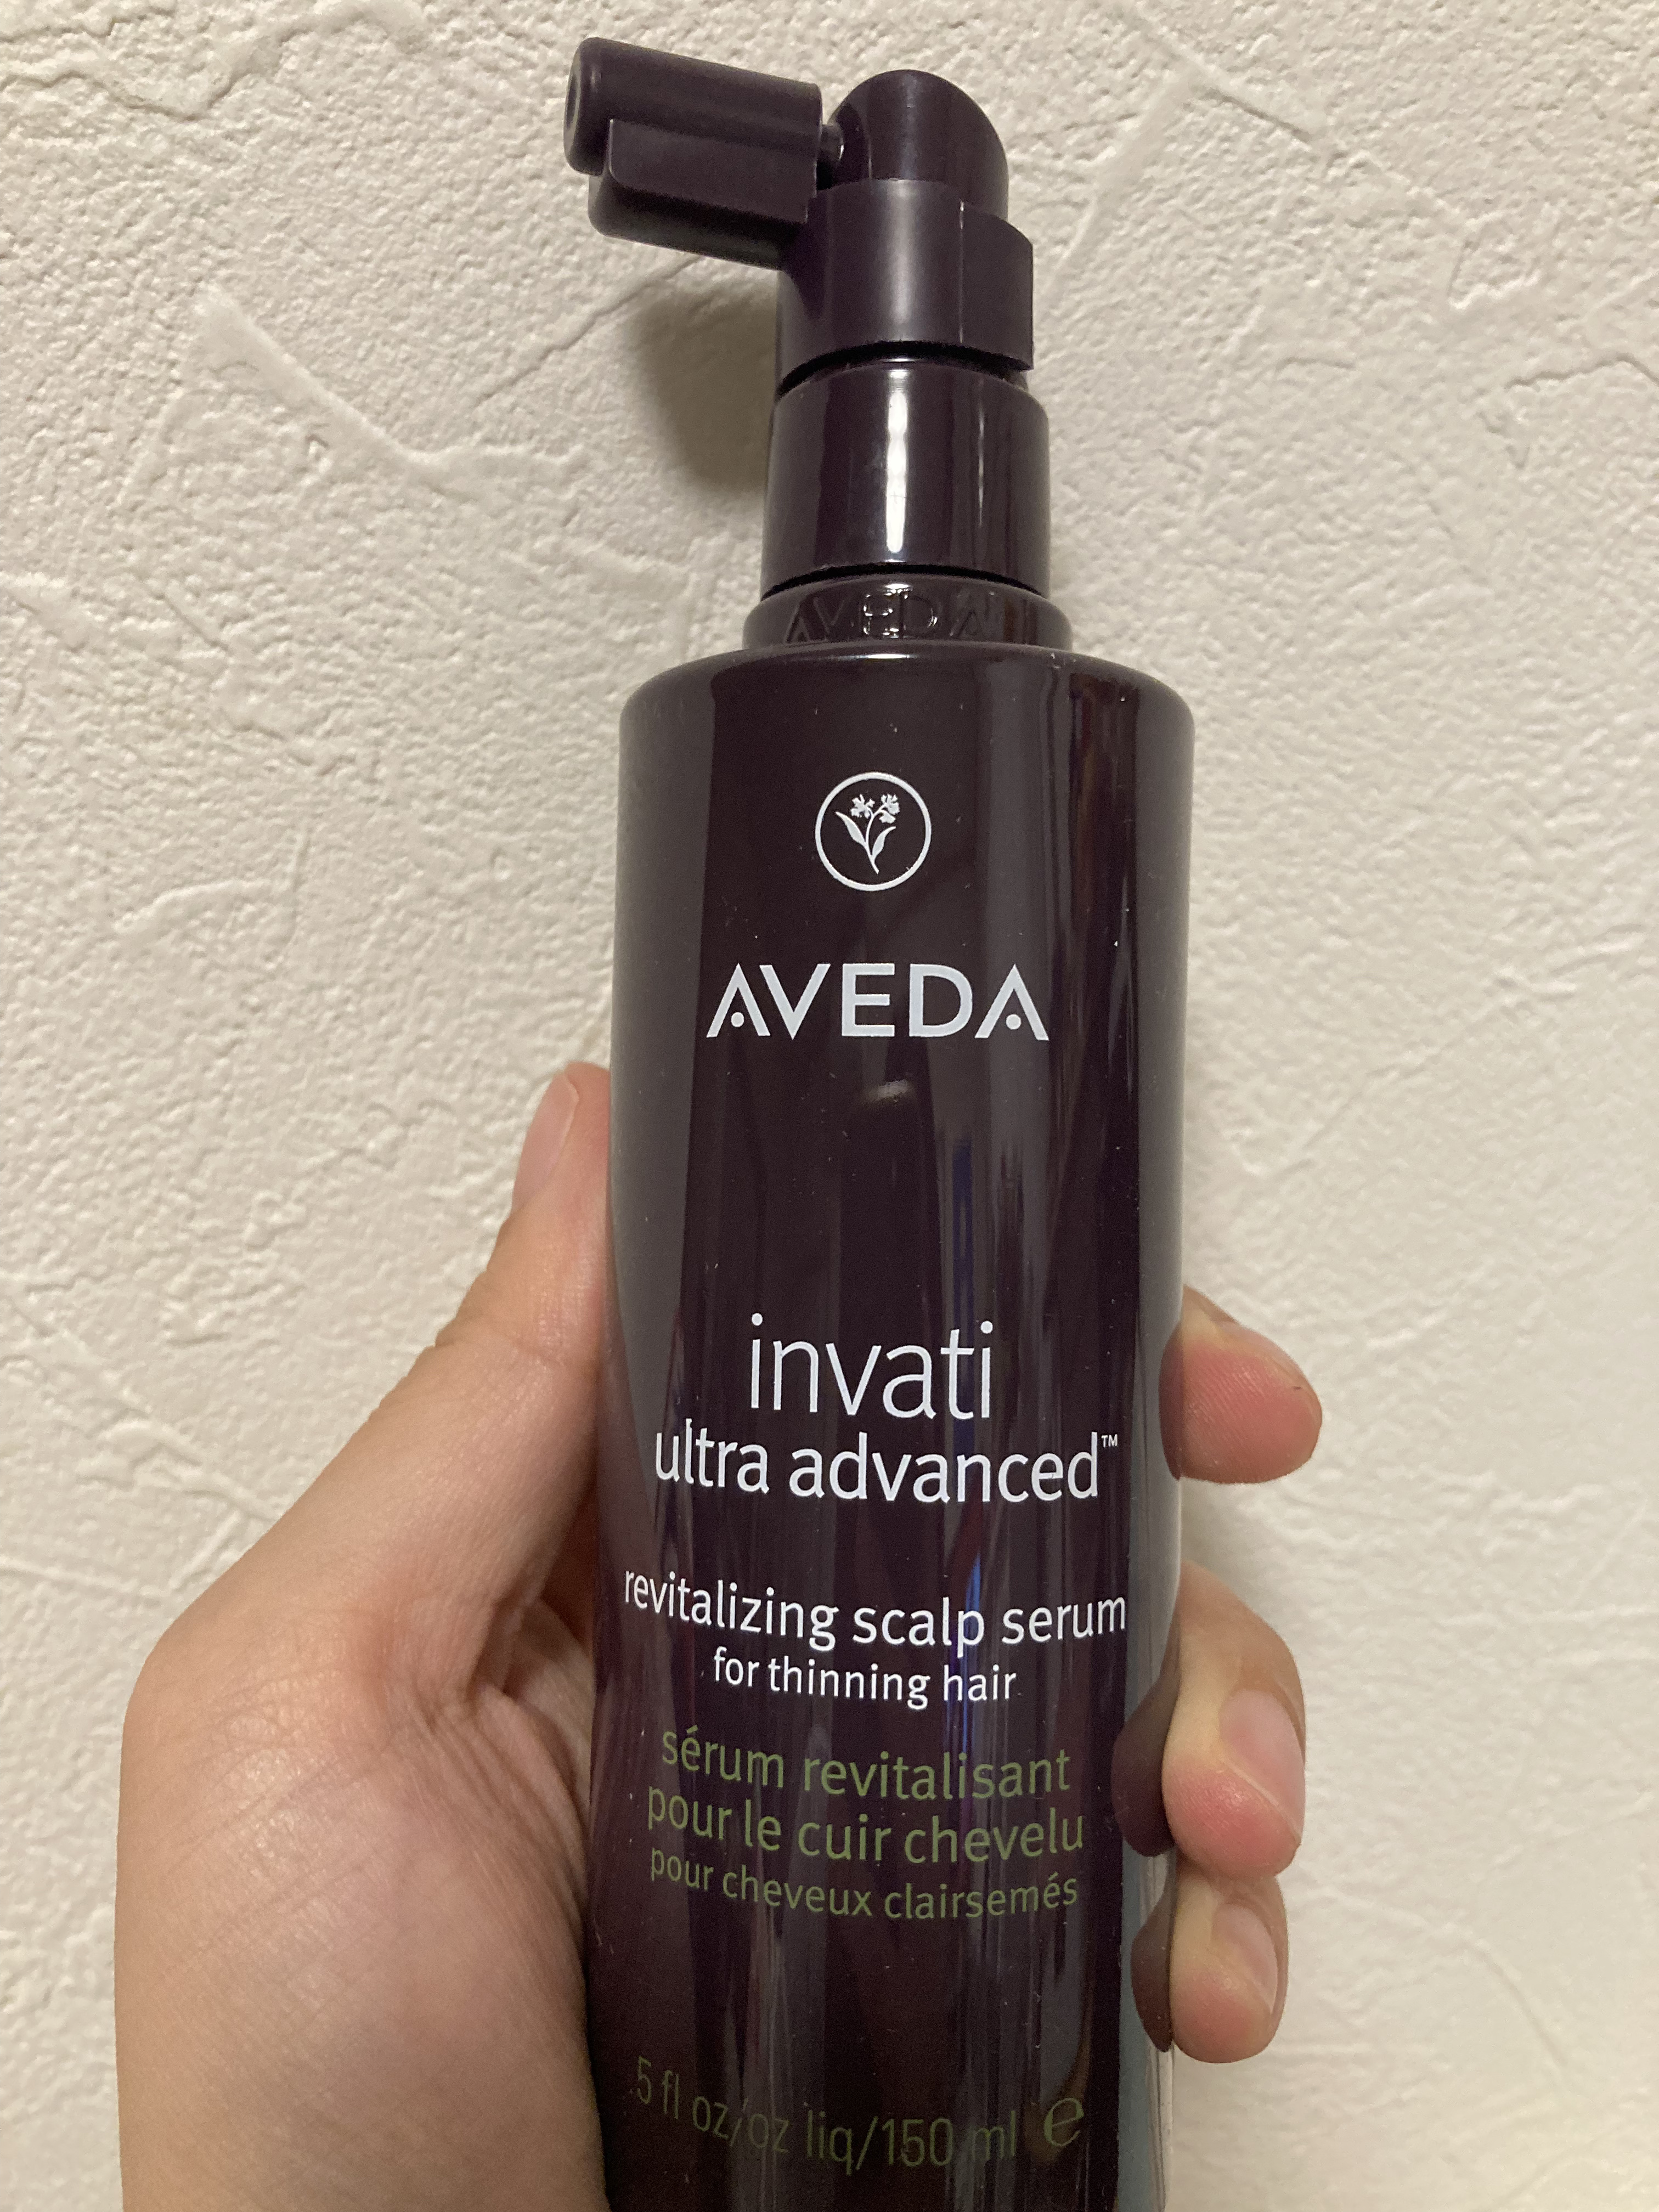 AVEDA
AVEDA
invati
ultra advanced™
revitalizing scalp serum
for thinning hair
sérum revitalisant
pour le cuir chevelu
pour cheveux clairsemés
5 fl oz/oz liq/150 ml ℮